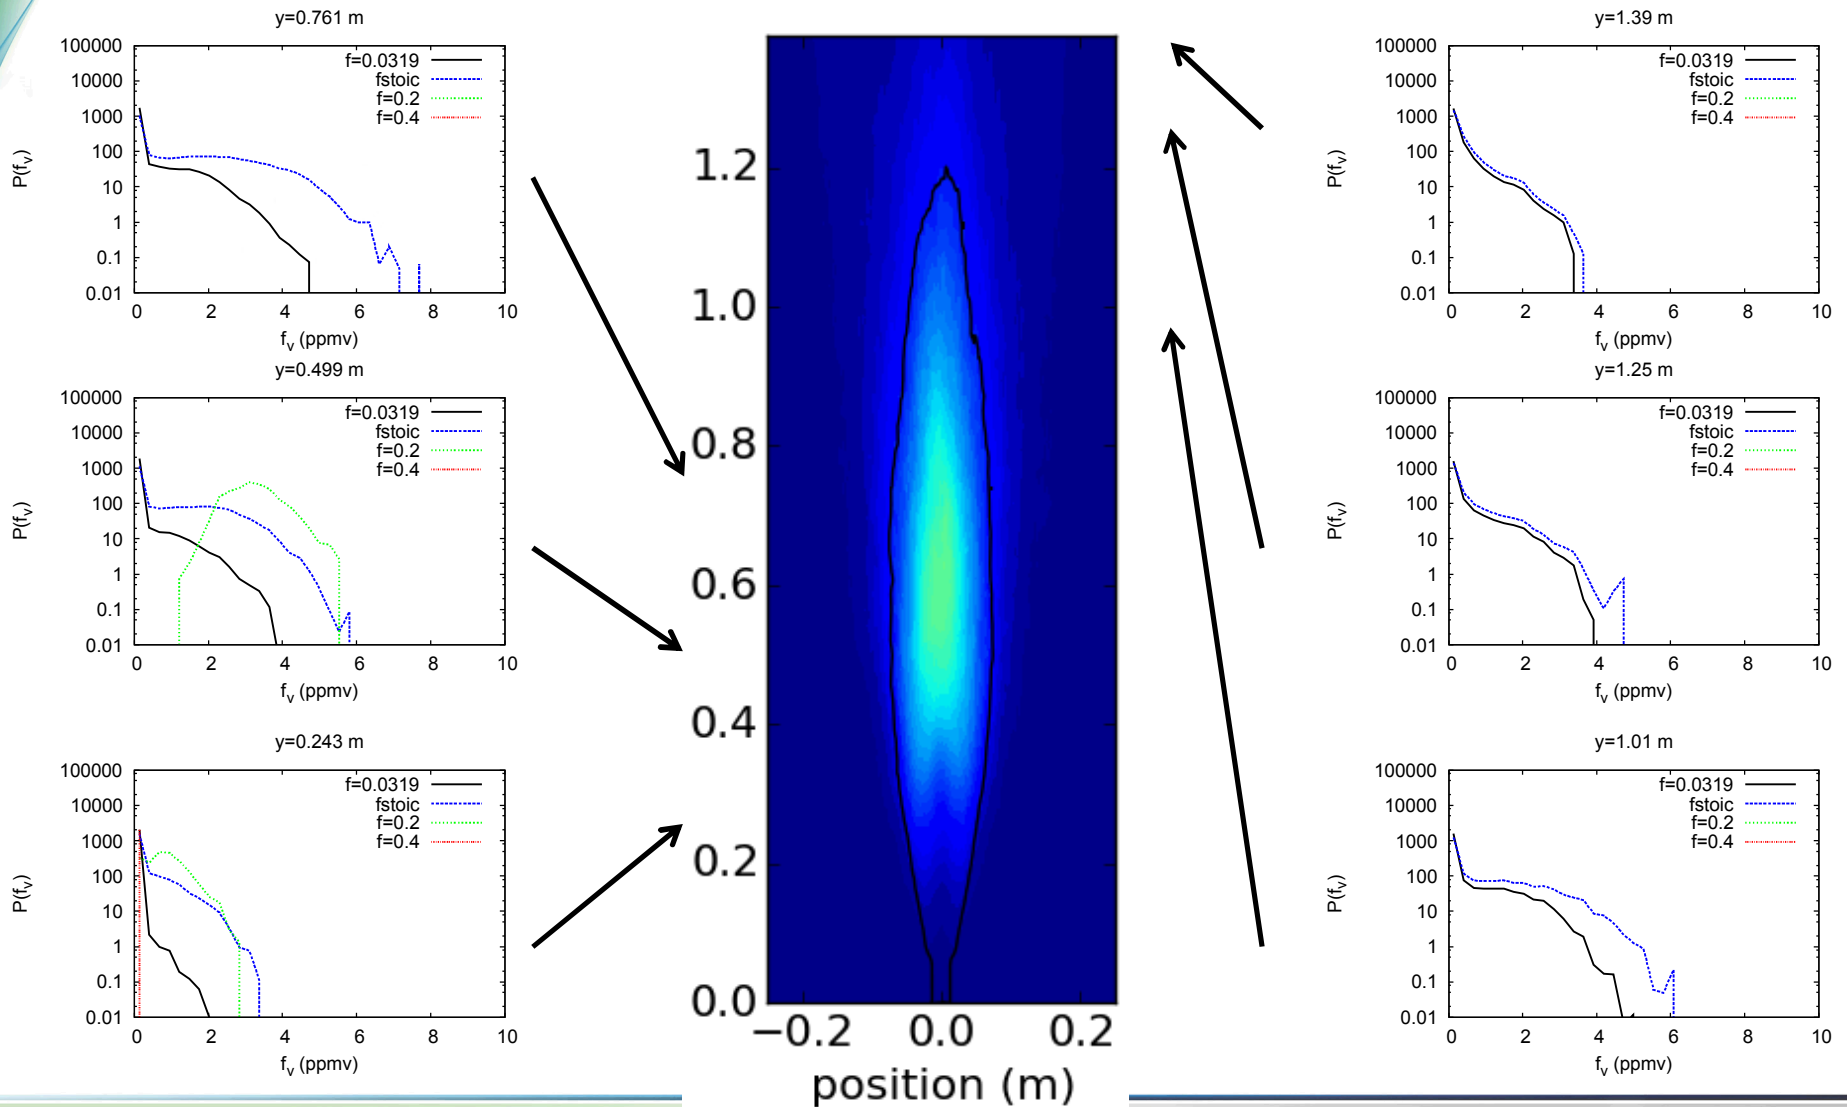 y=0.761 m
100000
10000
1000
100
10
1
0.1
0.01
P(fᵥ)
f=0.0319
fstoic
f=0.2
f=0.4
0 2 4 6 8 10
fᵥ (ppmv)
y=0.499 m
100000
10000
1000
100
10
1
0.1
0.01
P(fᵥ)
f=0.0319
fstoic
f=0.2
f=0.4
0 2 4 6 8 10
fᵥ (ppmv)
y=0.243 m
100000
10000
1000
100
10
1
0.1
0.01
P(fᵥ)
f=0.0319
fstoic
f=0.2
f=0.4
0 2 4 6 8 10
fᵥ (ppmv)
1.2
1.0
0.8
0.6
0.4
0.2
0.0
−0.2 0.0 0.2
position (m)
y=1.39 m
100000
10000
1000
100
10
1
0.1
0.01
P(fᵥ)
f=0.0319
fstoic
f=0.2
f=0.4
0 2 4 6 8 10
fᵥ (ppmv)
y=1.25 m
100000
10000
1000
100
10
1
0.1
0.01
P(fᵥ)
f=0.0319
fstoic
f=0.2
f=0.4
0 2 4 6 8 10
fᵥ (ppmv)
y=1.01 m
100000
10000
1000
100
10
1
0.1
0.01
P(fᵥ)
f=0.0319
fstoic
f=0.2
f=0.4
0 2 4 6 8 10
fᵥ (ppmv)